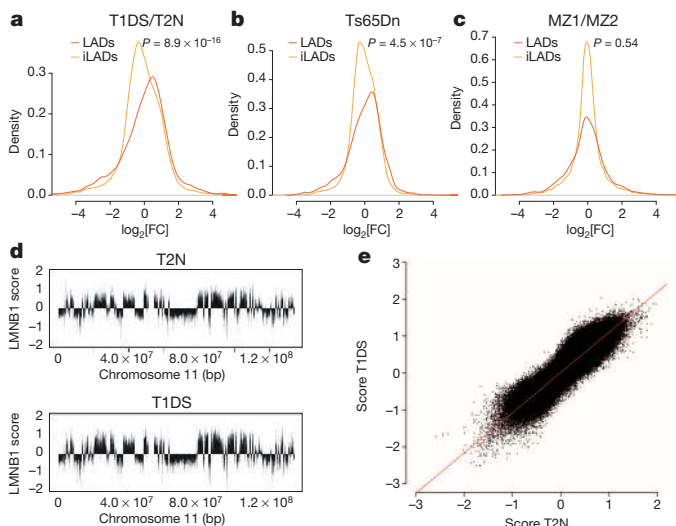 a T1DS/T2N
LADs
iLADs
P = 8.9 × 10⁻¹⁶
Density
0.3
0.2
0.1
0.0
−4 −2 0 2 4
log₂[FC]
b Ts65Dn
LADs
iLADs
P = 4.5 × 10⁻⁷
Density
0.5
0.4
0.3
0.2
0.1
0.0
−4 −2 0 2 4
log₂[FC]
c MZ1/MZ2
LADs
iLADs
P = 0.54
Density
0.7
0.6
0.5
0.4
0.3
0.2
0.1
0.0
−4 −2 0 2 4
log₂[FC]
d T2N
LMNB1 score
2
1
0
−1
−2
0 4.0 × 10⁷ 8.0 × 10⁷ 1.2 × 10⁸
Chromosome 11 (bp)
T1DS
LMNB1 score
2
1
0
−1
−2
0 4.0 × 10⁷ 8.0 × 10⁷ 1.2 × 10⁸
Chromosome 11 (bp)
e
Score T1DS
3
2
1
0
−1
−2
−3
−3 −2 −1 0 1 2
Score T2N